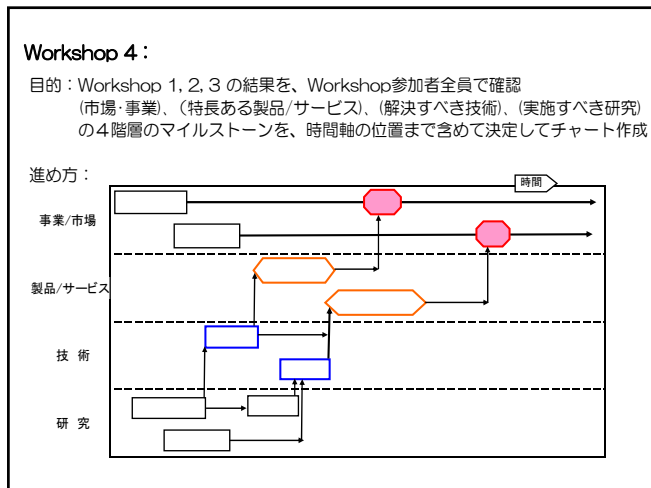 Workshop 4：
目的：Workshop 1, 2, 3 の結果を、Workshop参加者全員で確認
(市場･事業)、（特長ある製品/サービス)、(解決すべき技術)、(実施すべき研究)
の４階層のマイルストーンを、時間軸の位置まで含めて決定してチャート作成
進め方：
時間
事業/市場
製品/サービス
技 術
研 究